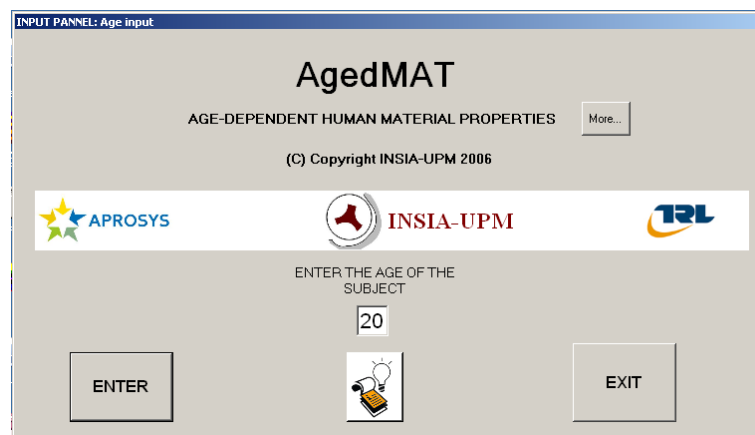 INPUT PANNEL: Age input
AgedMAT
AGE-DEPENDENT HUMAN MATERIAL PROPERTIES
More...
(C) Copyright INSIA-UPM 2006
APROSYS
INSIA-UPM
TRL
ENTER THE AGE OF THE
SUBJECT
20
ENTER
EXIT